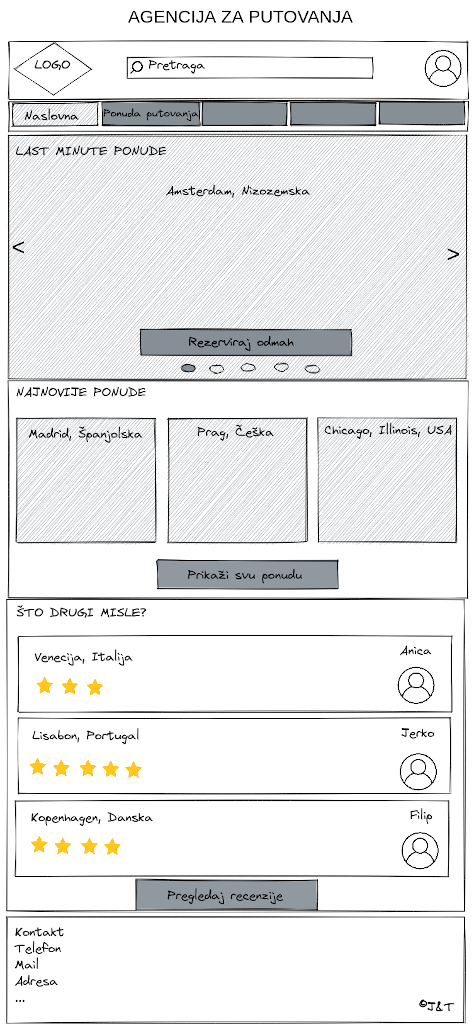 AGENCIJA ZA PUTOVANJA
LOGO
Pretraga
Naslovna
Ponuda putovanja
LAST MINUTE PONUDE
Amsterdam, Nizozemska
<
>
Rezerviraj odmah
NAJNOVIJE PONUDE
Madrid, Španjolska
Prag, Češka
Chicago, Illinois, USA
Prikaži svu ponudu
ŠTO DRUGI MISLE?
Venecija, Italija
Anica
Lisabon, Portugal
Jerko
Kopenhagen, Danska
Filip
Pregledaj recenzije
Kontakt
Telefon
Mail
Adresa
...
©J&T